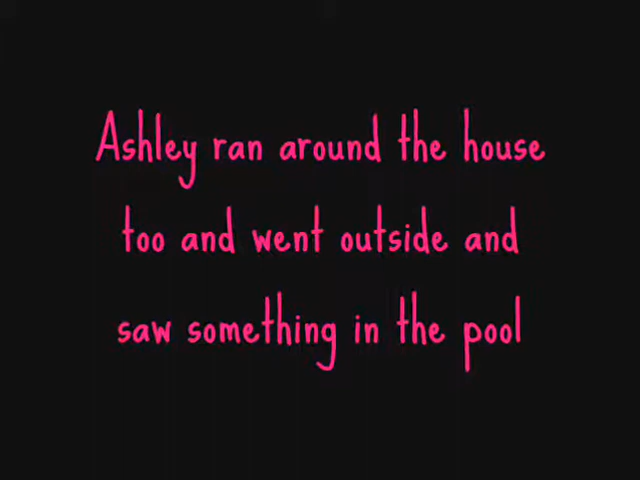 Ashley ran around the house
too and went outside and
saw something in the pool